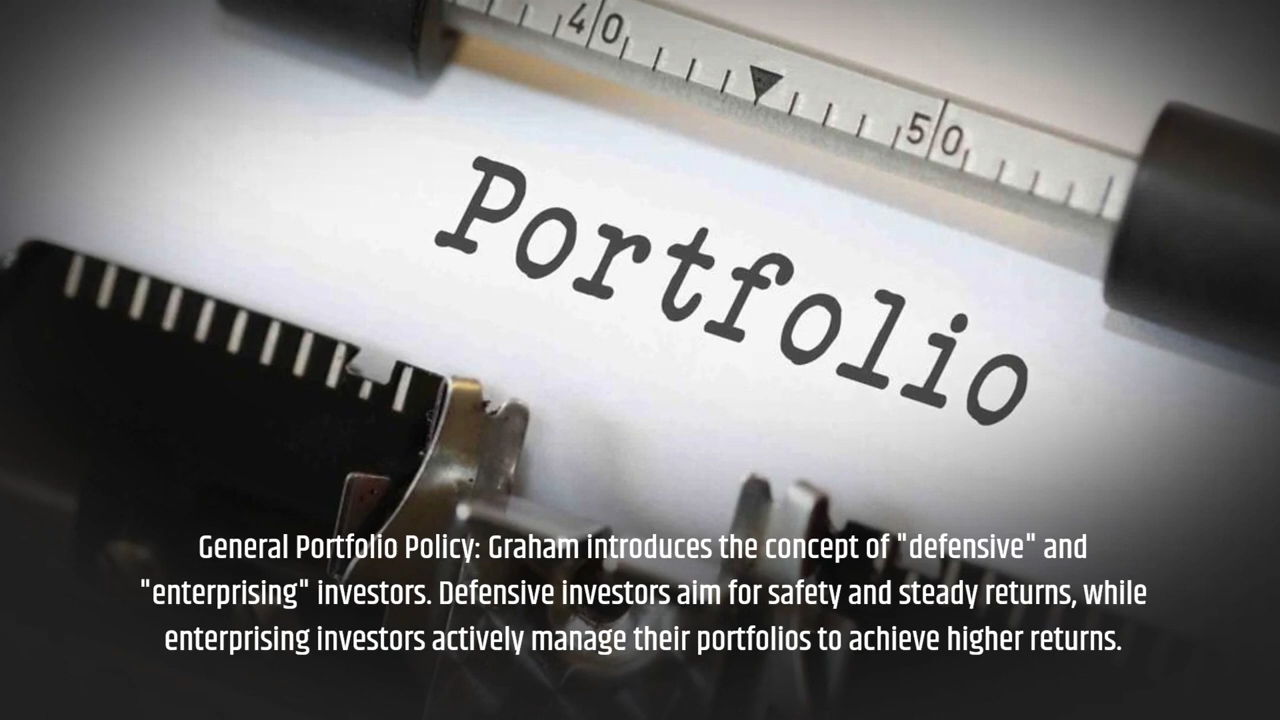 40
50
Portfolio
General Portfolio Policy: Graham introduces the concept of "defensive" and
"enterprising" investors. Defensive investors aim for safety and steady returns, while
enterprising investors actively manage their portfolios to achieve higher returns.